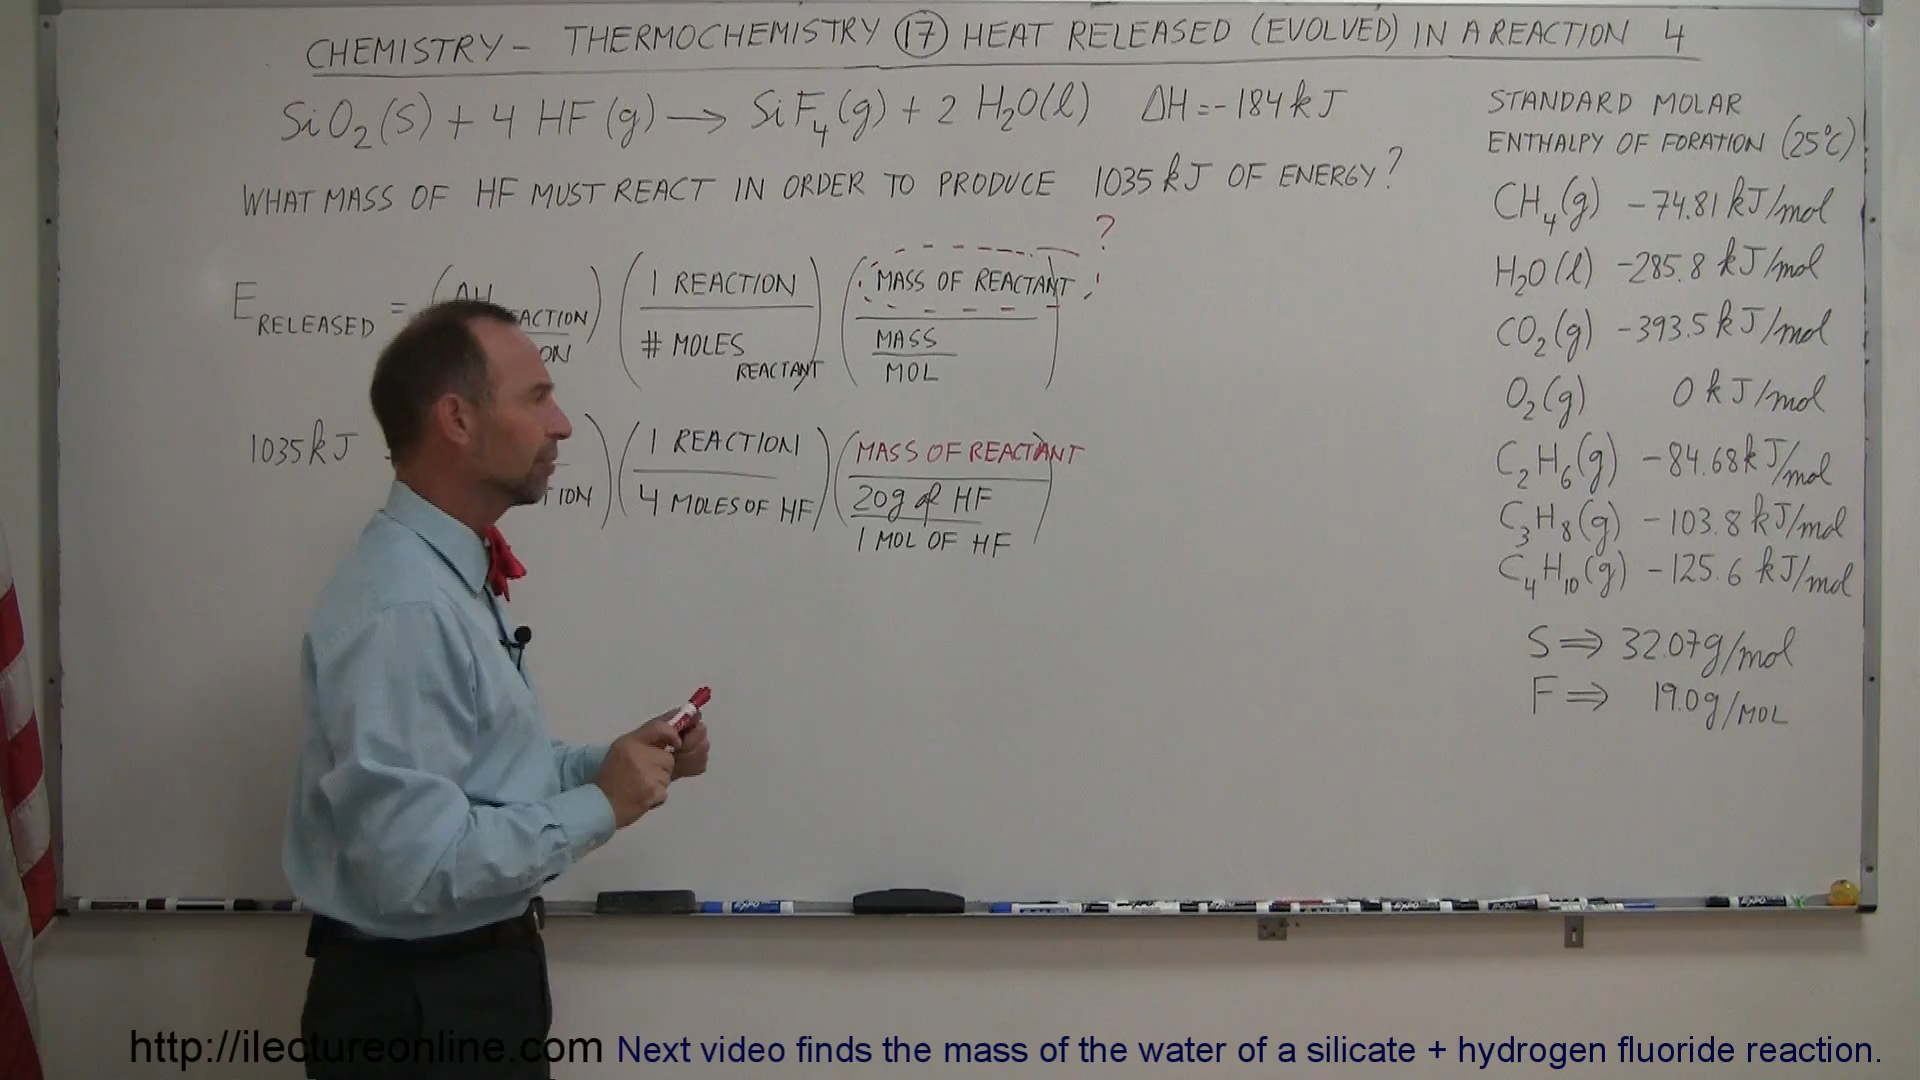 CHEMISTRY - THERMOCHEMISTRY 17 HEAT RELEASED (EVOLVED) IN A REACTION 4
SiO₂(s) + 4 HF(g) → SiF₄(g) + 2 H₂O(l) ΔH = -184 kJ
WHAT MASS OF HF MUST REACT IN ORDER TO PRODUCE 1035 kJ OF ENERGY?
?
E RELEASED = ( ΔH ) ( 1 REACTION / # MOLES REACTANT ) ( MASS OF REACTANT / MASS / MOL )
1035 kJ ( 1 REACTION / 4 MOLES OF HF ) ( MASS OF REACTANT / 20g of HF / 1 MOL OF HF )
STANDARD MOLAR
ENTHALPY OF FORATION (25°C)
CH₄(g) -74.81 kJ/mol
H₂O(l) -285.8 kJ/mol
CO₂(g) -393.5 kJ/mol
O₂(g) 0 kJ/mol
C₂H₆(g) -84.68 kJ/mol
C₃H₈(g) -103.8 kJ/mol
C₄H₁₀(g) -125.6 kJ/mol
S ⇒ 32.07g/mol
F ⇒ 19.0g/MOL
http://ilectureonline.com Next video finds the mass of the water of a silicate + hydrogen fluoride reaction.